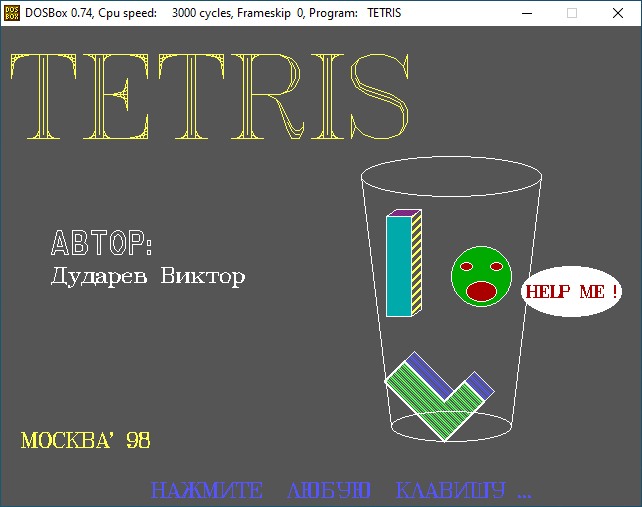 DOSBox 0.74, Cpu speed: 3000 cycles, Frameskip 0, Program: TETRIS
TETRIS
АВТОР:
Дударев Виктор
HELP ME !
МОСКВА' 98
НАЖМИТЕ ЛЮБУЮ КЛАВИШУ ...